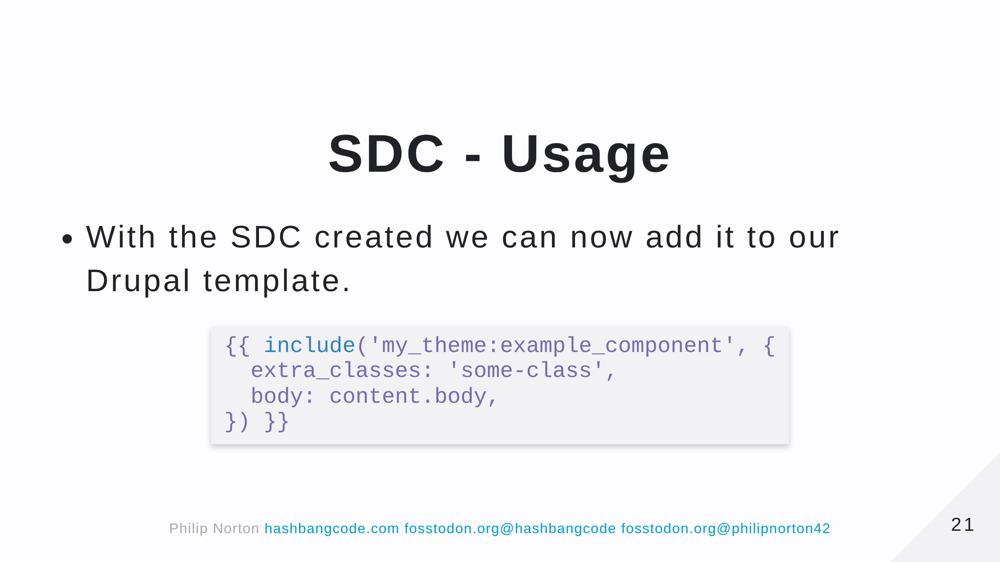 SDC - Usage
• With the SDC created we can now add it to our
Drupal template.
{{ include('my_theme:example_component', {
  extra_classes: 'some-class',
  body: content.body,
}) }}
Philip Norton hashbangcode.com fosstodon.org@hashbangcode fosstodon.org@philipnorton42
21